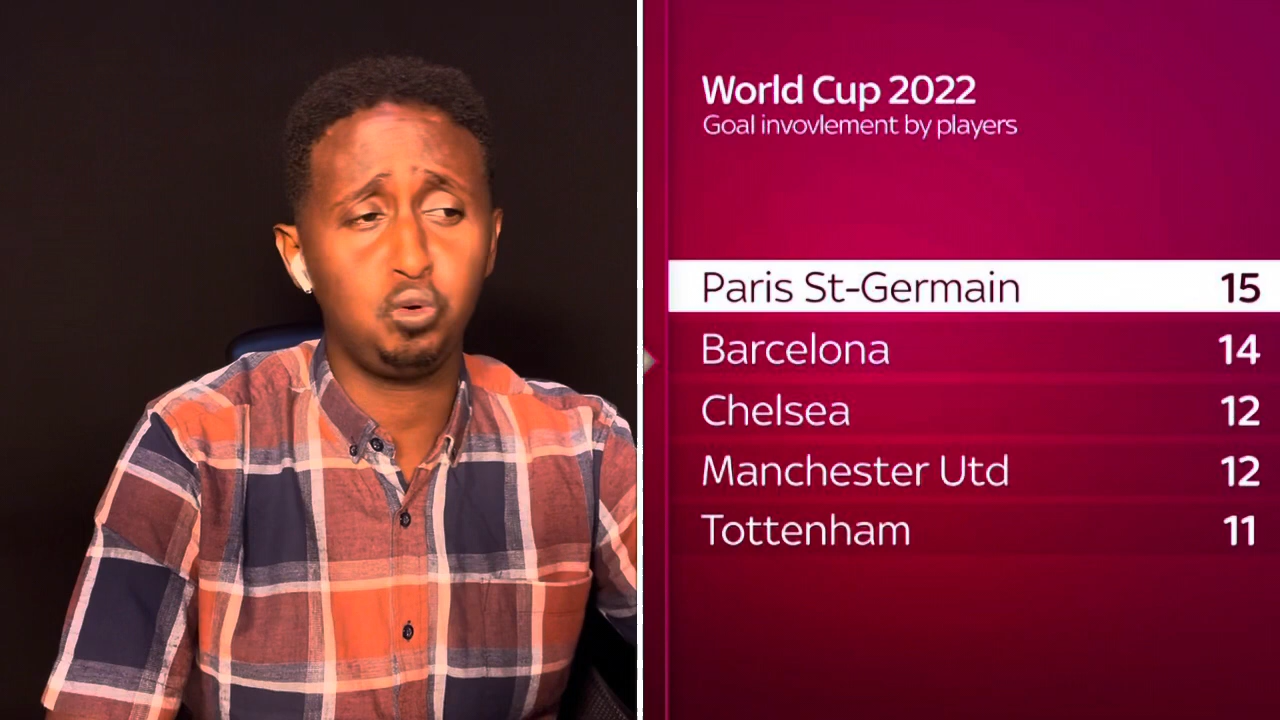 World Cup 2022
Goal invovlement by players
Paris St-Germain 15
Barcelona 14
Chelsea 12
Manchester Utd 12
Tottenham 11